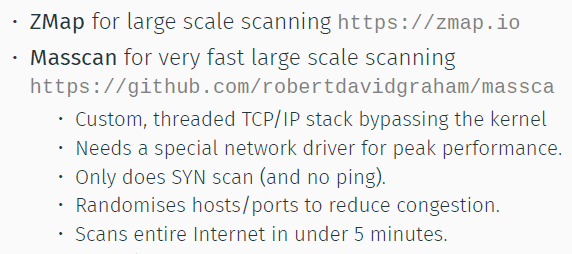 • ZMap for large scale scanning https://zmap.io
• Masscan for very fast large scale scanning
https://github.com/robertdavidgraham/massca
• Custom, threaded TCP/IP stack bypassing the kernel
• Needs a special network driver for peak performance.
• Only does SYN scan (and no ping).
• Randomises hosts/ports to reduce congestion.
• Scans entire Internet in under 5 minutes.